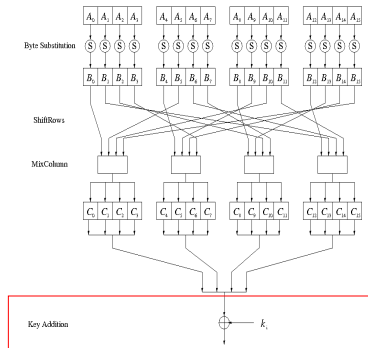 A₀ A₁ A₂ A₃ A₄ A₅ A₆ A₇ A₈ A₉ A₁₀ A₁₁ A₁₂ A₁₃ A₁₄ A₁₅
Byte Substitution S S S S S S S S S S S S S S S S
B₀ B₁ B₂ B₃ B₄ B₅ B₆ B₇ B₈ B₉ B₁₀ B₁₁ B₁₂ B₁₃ B₁₄ B₁₅
ShiftRows
MixColumn
C₀ C₁ C₂ C₃ C₄ C₅ C₆ C₇ C₈ C₉ C₁₀ C₁₁ C₁₂ C₁₃ C₁₄ C₁₅
Key Addition kᵢ